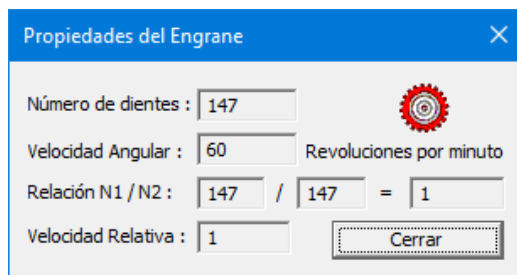 Propiedades del Engrane
Número de dientes : 147
Velocidad Angular : 60 Revoluciones por minuto
Relación N1 / N2 : 147 / 147 = 1
Velocidad Relativa : 1 Cerrar